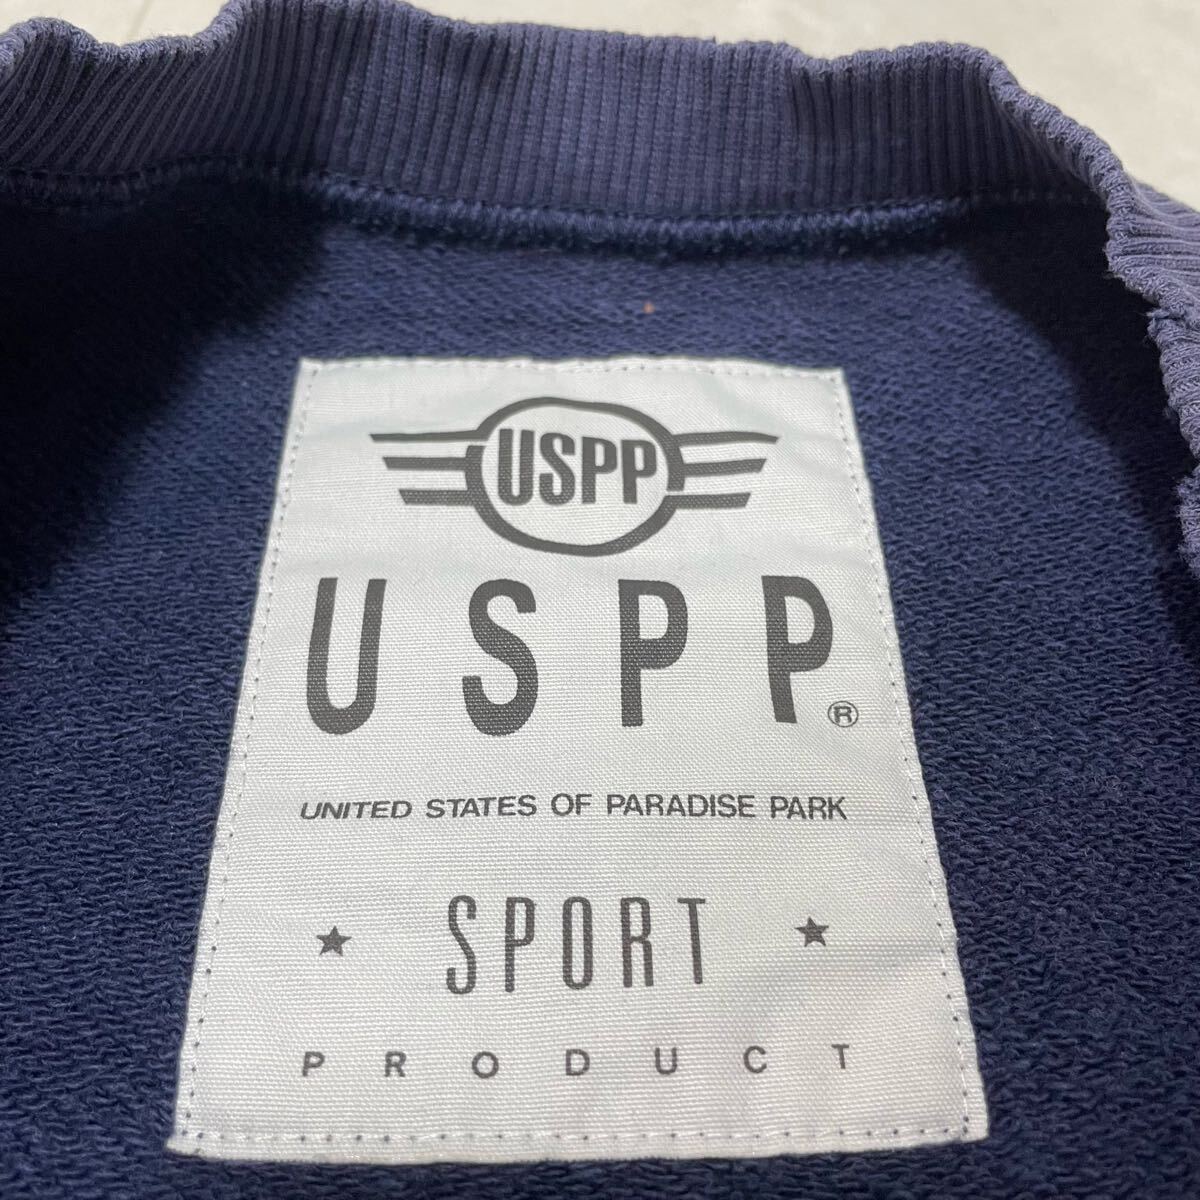 USPP
USPP®
UNITED STATES OF PARADISE PARK
★ SPORT ★
PRODUCT